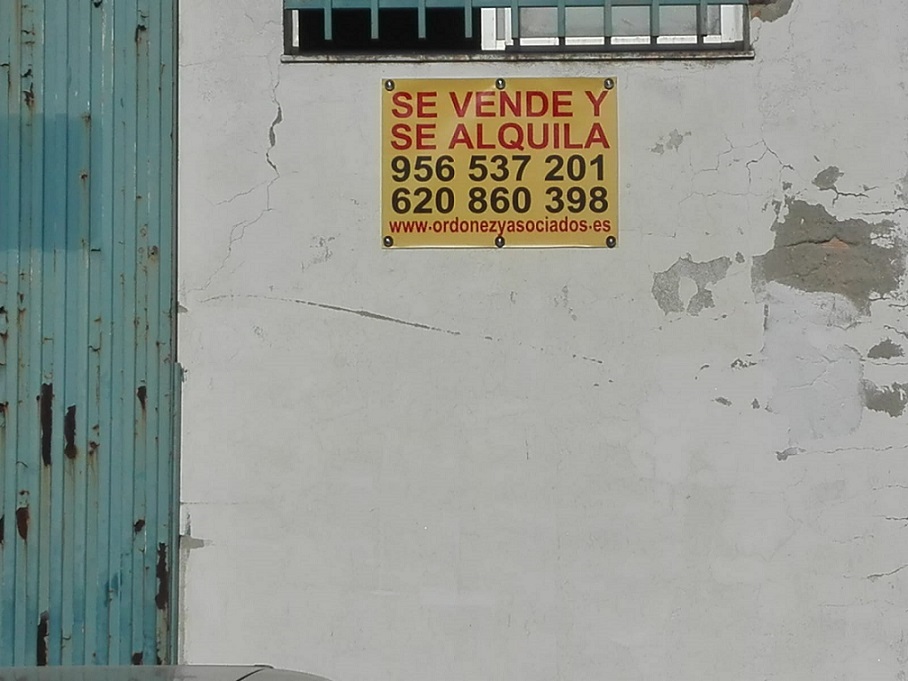 SE VENDE Y
SE ALQUILA
956 537 201
620 860 398
www.ordonezyasociados.es